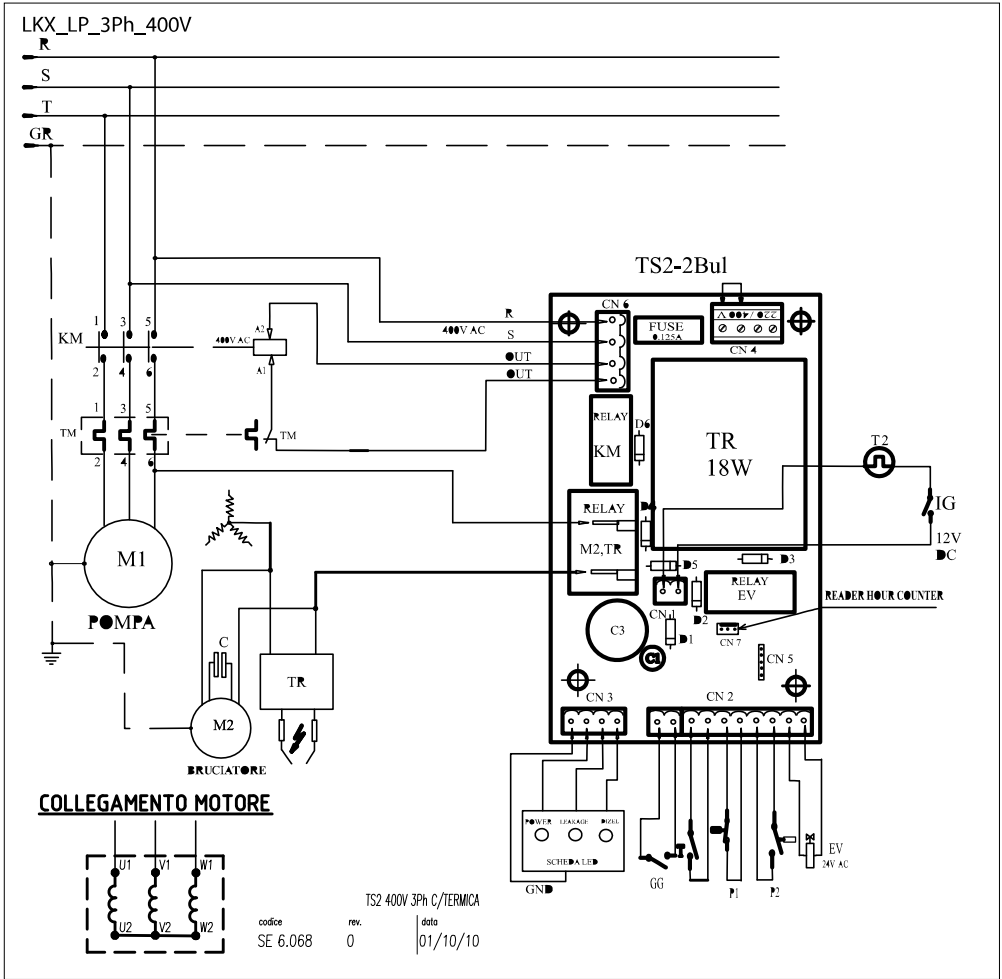 LKX_LP_3Ph_400V
R
S
T
GR
TS2-2Bul
CN 6
R
400V AC
S
OUT
OUT
FUSE
0.125A
220/400 V
CN 4
1 3 5
KM
2 4 6
A2
400V AC
A1
1 3 5
TM
2 4 6
TM
RELAY
KM
D6
TR
18W
T2
IG
12V
DC
RELAY
M2,TR
D5
D3
RELAY
EV
READER HOUR COUNTER
CN 1
D2
D1
CN 7
CN 5
C3
C1
M1
POMPA
C
M2
BRUCIATORE
TR
CN 3
CN 2
POWER LEAKAGE DIZEL
SCHEDA LED
GND
GG
P1
P2
EV
24V AC
COLLEGAMENTO MOTORE
U1 V1 W1
U2 V2 W2
TS2 400V 3Ph C/TERMICA
codice rev. data
SE 6.068 0 01/10/10